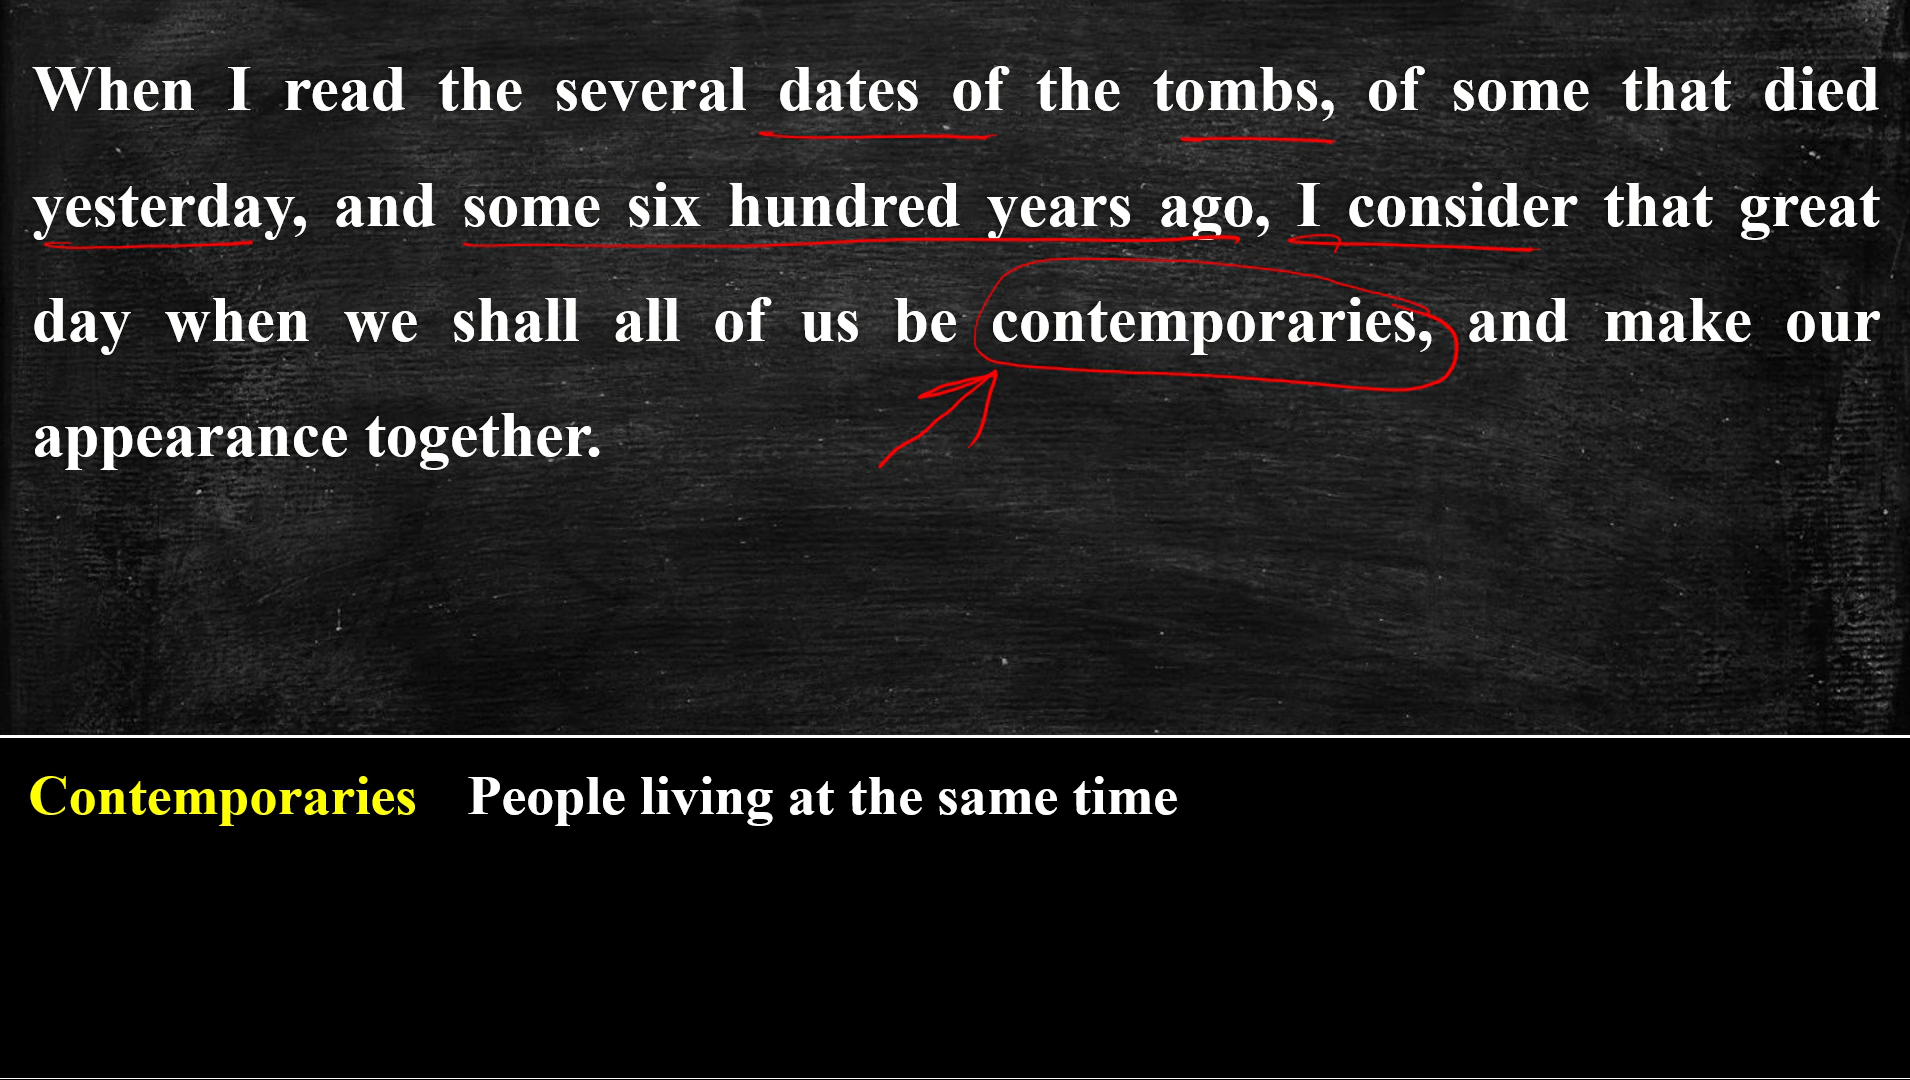 When I read the several dates of the tombs, of some that died
yesterday, and some six hundred years ago, I consider that great
day when we shall all of us be contemporaries, and make our
appearance together.
Contemporaries People living at the same time